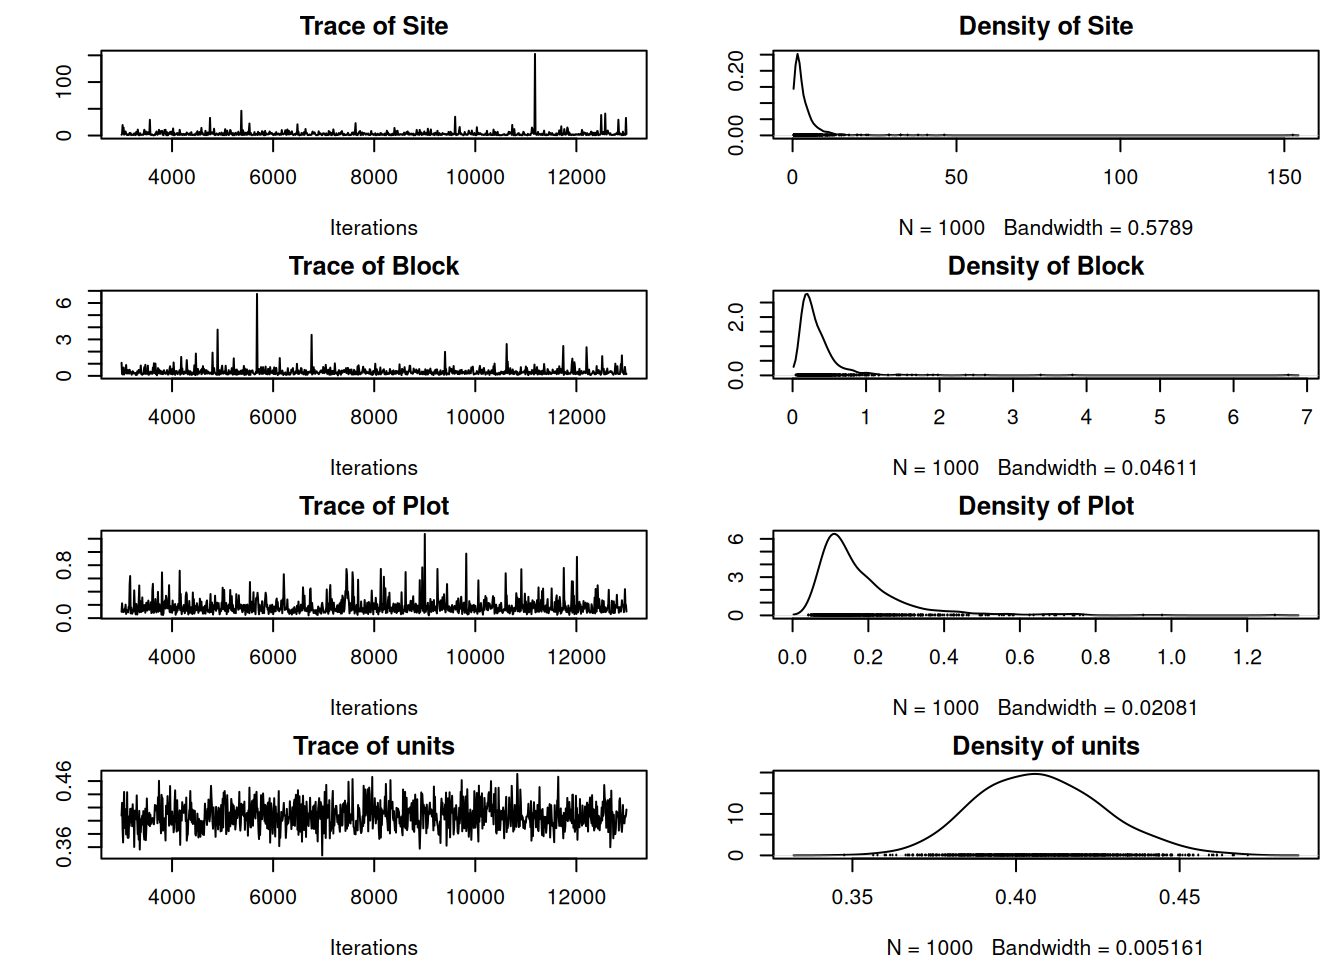 Trace of Site
0 100
4000 6000 8000 10000 12000
Iterations
Density of Site
0.00 0.20
0 50 100 150
N = 1000 Bandwidth = 0.5789
Trace of Block
0 3 6
4000 6000 8000 10000 12000
Iterations
Density of Block
0.0 2.0
0 1 2 3 4 5 6 7
N = 1000 Bandwidth = 0.04611
Trace of Plot
0.0 0.8
4000 6000 8000 10000 12000
Iterations
Density of Plot
0 3 6
0.0 0.2 0.4 0.6 0.8 1.0 1.2
N = 1000 Bandwidth = 0.02081
Trace of units
0.36 0.46
4000 6000 8000 10000 12000
Iterations
Density of units
0 10
0.35 0.40 0.45
N = 1000 Bandwidth = 0.005161